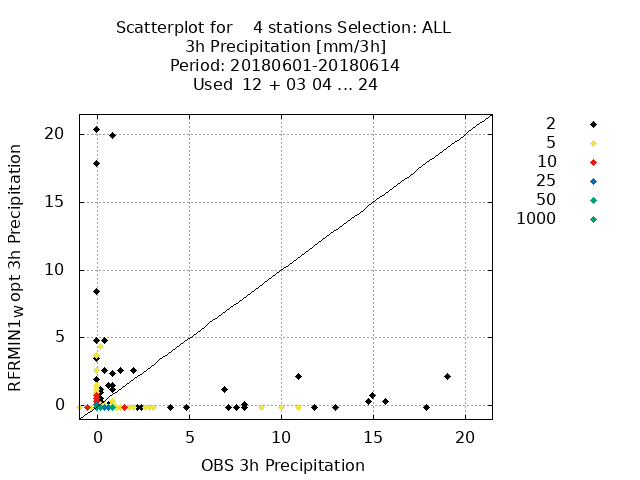 Scatterplot for    4 stations Selection: ALL
3h Precipitation [mm/3h]
Period: 20180601-20180614
Used  12 + 03 04 ... 24
2
5
10
25
50
1000
RFRMIN1W opt 3h Precipitation
20
15
10
5
0
0 5 10 15 20
OBS 3h Precipitation